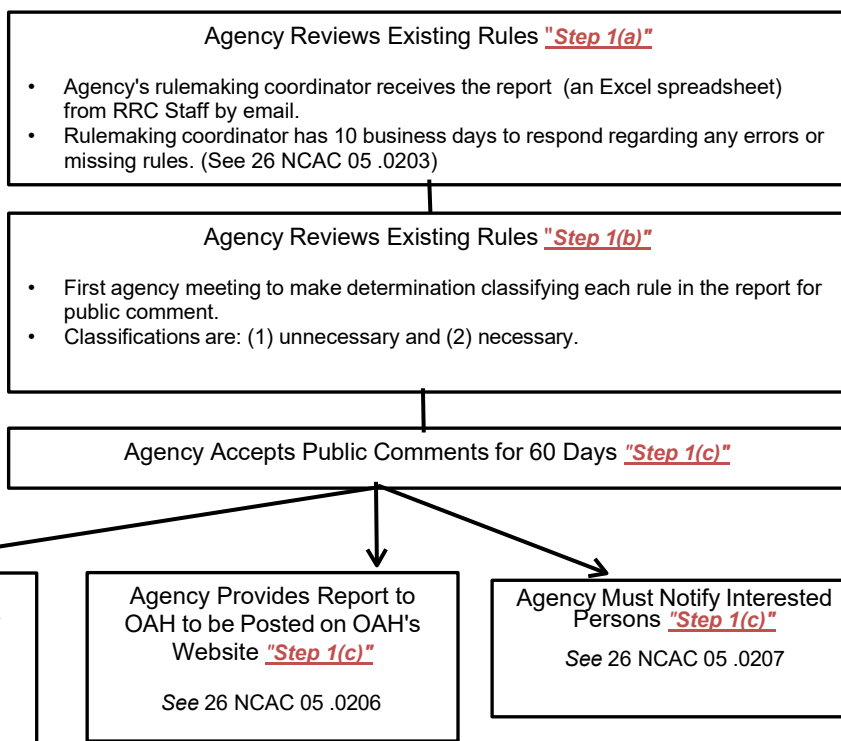 Agency Reviews Existing Rules "Step 1(a)"
• Agency's rulemaking coordinator receives the report (an Excel spreadsheet)
from RRC Staff by email.
• Rulemaking coordinator has 10 business days to respond regarding any errors or
missing rules. (See 26 NCAC 05 .0203)
Agency Reviews Existing Rules "Step 1(b)"
• First agency meeting to make determination classifying each rule in the report for
public comment.
• Classifications are: (1) unnecessary and (2) necessary.
Agency Accepts Public Comments for 60 Days "Step 1(c)"
Agency Provides Report to
OAH to be Posted on OAH's
Website "Step 1(c)"
See 26 NCAC 05 .0206
Agency Must Notify Interested
Persons "Step 1(c)"
See 26 NCAC 05 .0207